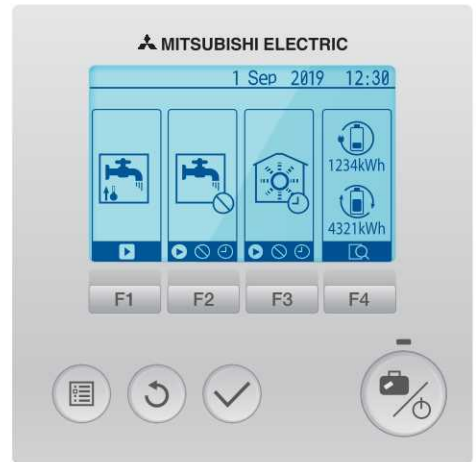 MITSUBISHI ELECTRIC
1 Sep 2019 12:30
1234kWh
4321kWh
F1 F2 F3 F4